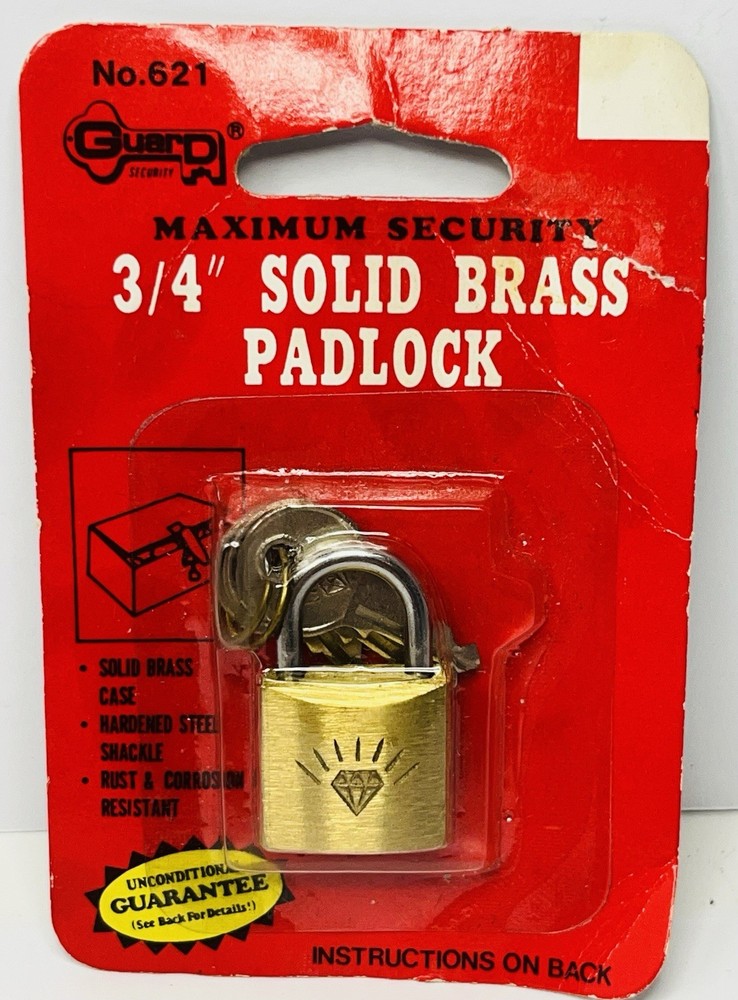 No.621
GuarD®
SECURITY
MAXIMUM SECURITY
3/4" SOLID BRASS
PADLOCK
• SOLID BRASS
CASE
• HARDENED STEEL
SHACKLE
• RUST & CORROSION
RESISTANT
UNCONDITIONAL
GUARANTEE
(See Back For Details!)
INSTRUCTIONS ON BACK